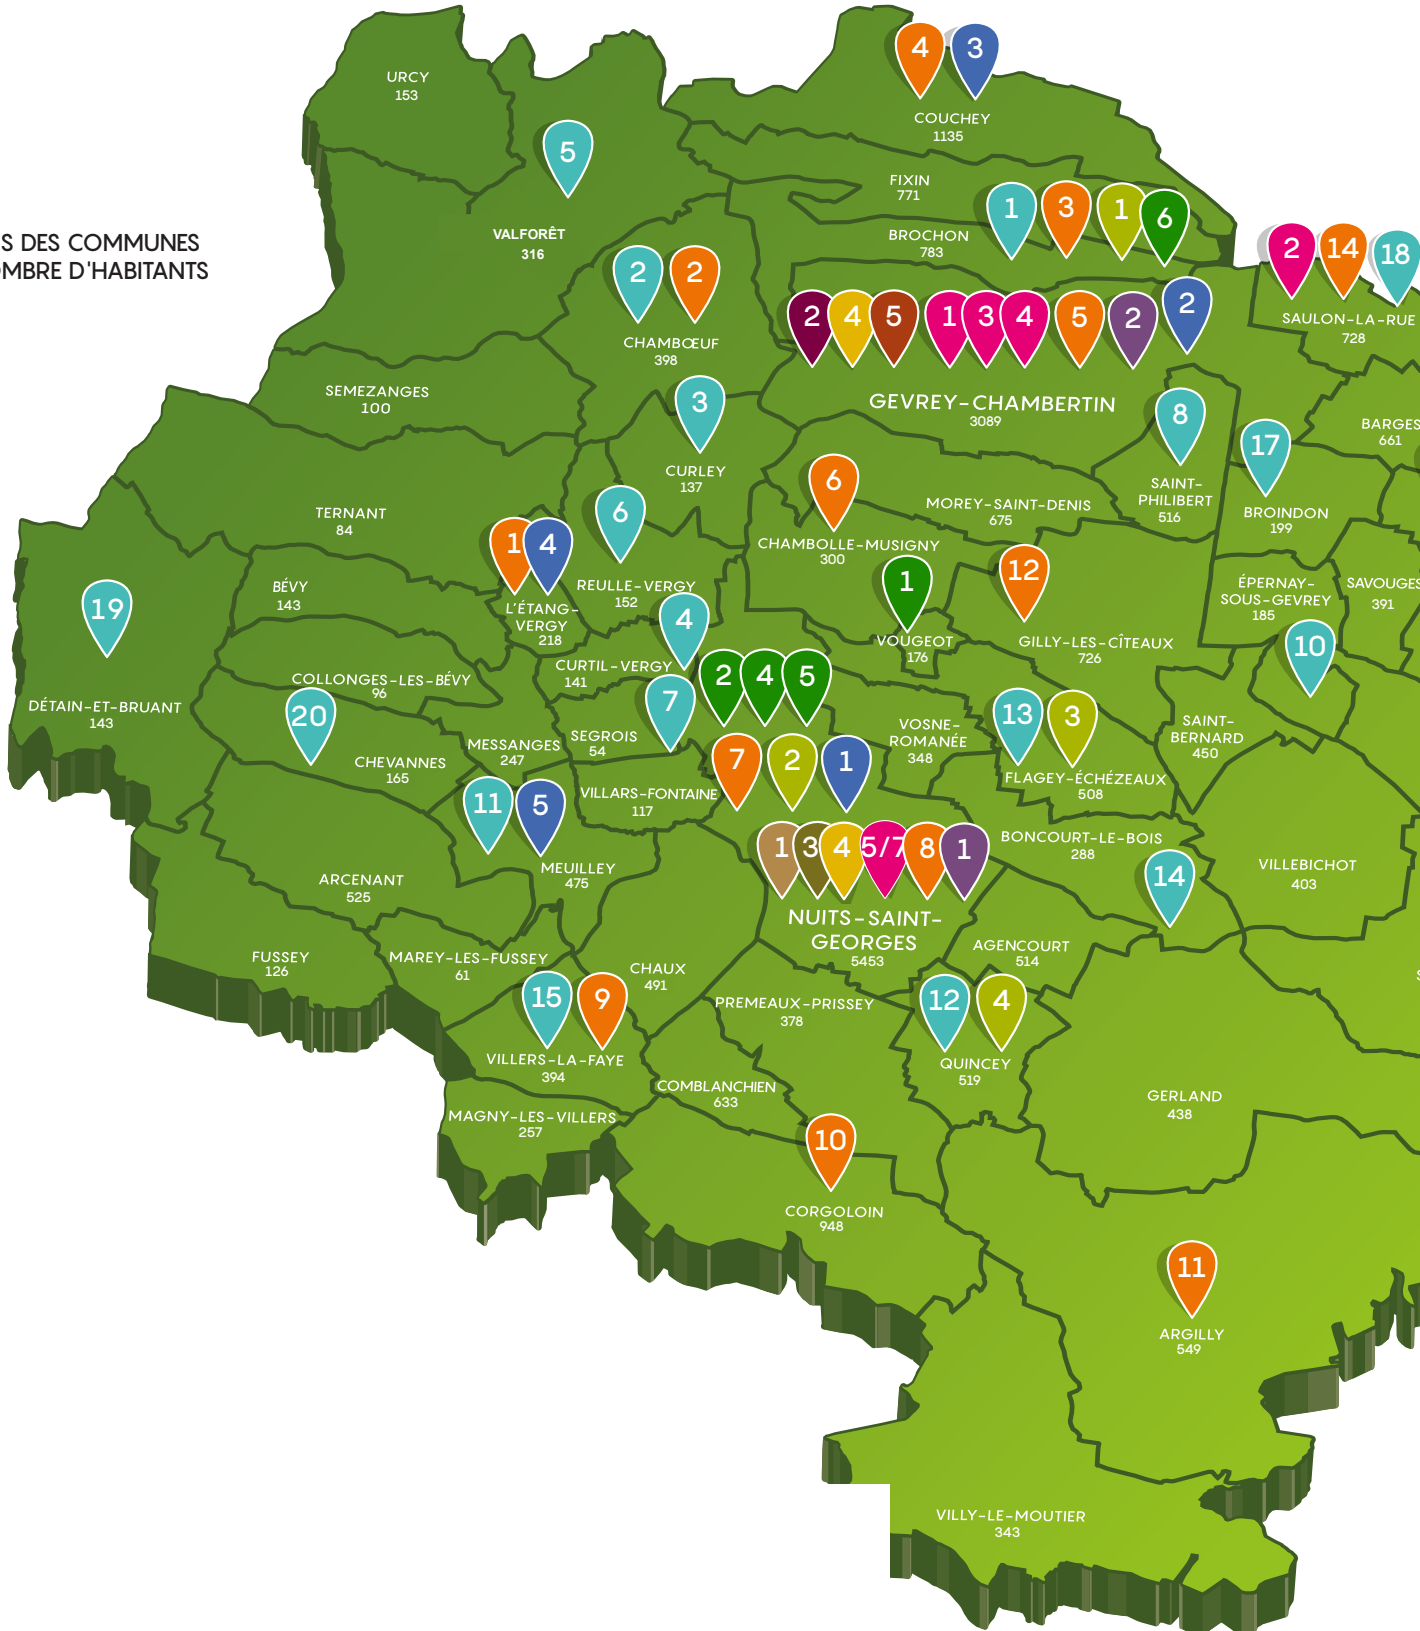 URCY
153
4
3
COUCHEY
1135
5
VALFORÊT
316
FIXIN
771
BROCHON
783
1
3
1
6
S DES COMMUNES
OMBRE D'HABITANTS
2
14
18
SAULON-LA-RUE
728
2
2
CHAMBŒUF
398
2
4
5
1
3
4
5
2
2
GEVREY-CHAMBERTIN
3089
SEMEZANGES
100
3
CURLEY
137
8
SAINT-
PHILIBERT
516
17
BROINDON
199
BARGES
661
TERNANT
84
6
REULLE-VERGY
152
6
MOREY-SAINT-DENIS
675
CHAMBOLLE-MUSIGNY
300
1
4
L'ÉTANG-
VERGY
218
BÉVY
143
19
DÉTAIN-ET-BRUANT
143
1
VOUGEOT
176
12
GILLY-LES-CÎTEAUX
726
ÉPERNAY-
SOUS-GEVREY
185
SAVOUGES
391
10
4
CURTIL-VERGY
141
COLLONGES-LES-BÉVY
96
20
CHEVANNES
165
2
4
5
7
SEGROIS
54
MESSANGES
247
VOSNE-
ROMANÉE
348
13
3
FLAGEY-ÉCHÉZEAUX
508
SAINT-
BERNARD
450
7
2
1
VILLARS-FONTAINE
117
11
5
MEUILLEY
475
1
3
4
5/7
8
1
NUITS-SAINT-
GEORGES
5453
BONCOURT-LE-BOIS
288
14
VILLEBICHOT
403
ARCENANT
525
FUSSEY
126
MAREY-LES-FUSSEY
61
CHAUX
491
AGENCOURT
514
15
9
VILLERS-LA-FAYE
394
PREMEAUX-PRISSEY
378
12
4
QUINCEY
519
COMBLANCHIEN
633
GERLAND
438
MAGNY-LES-VILLERS
257
10
CORGOLOIN
948
11
ARGILLY
549
VILLY-LE-MOUTIER
343